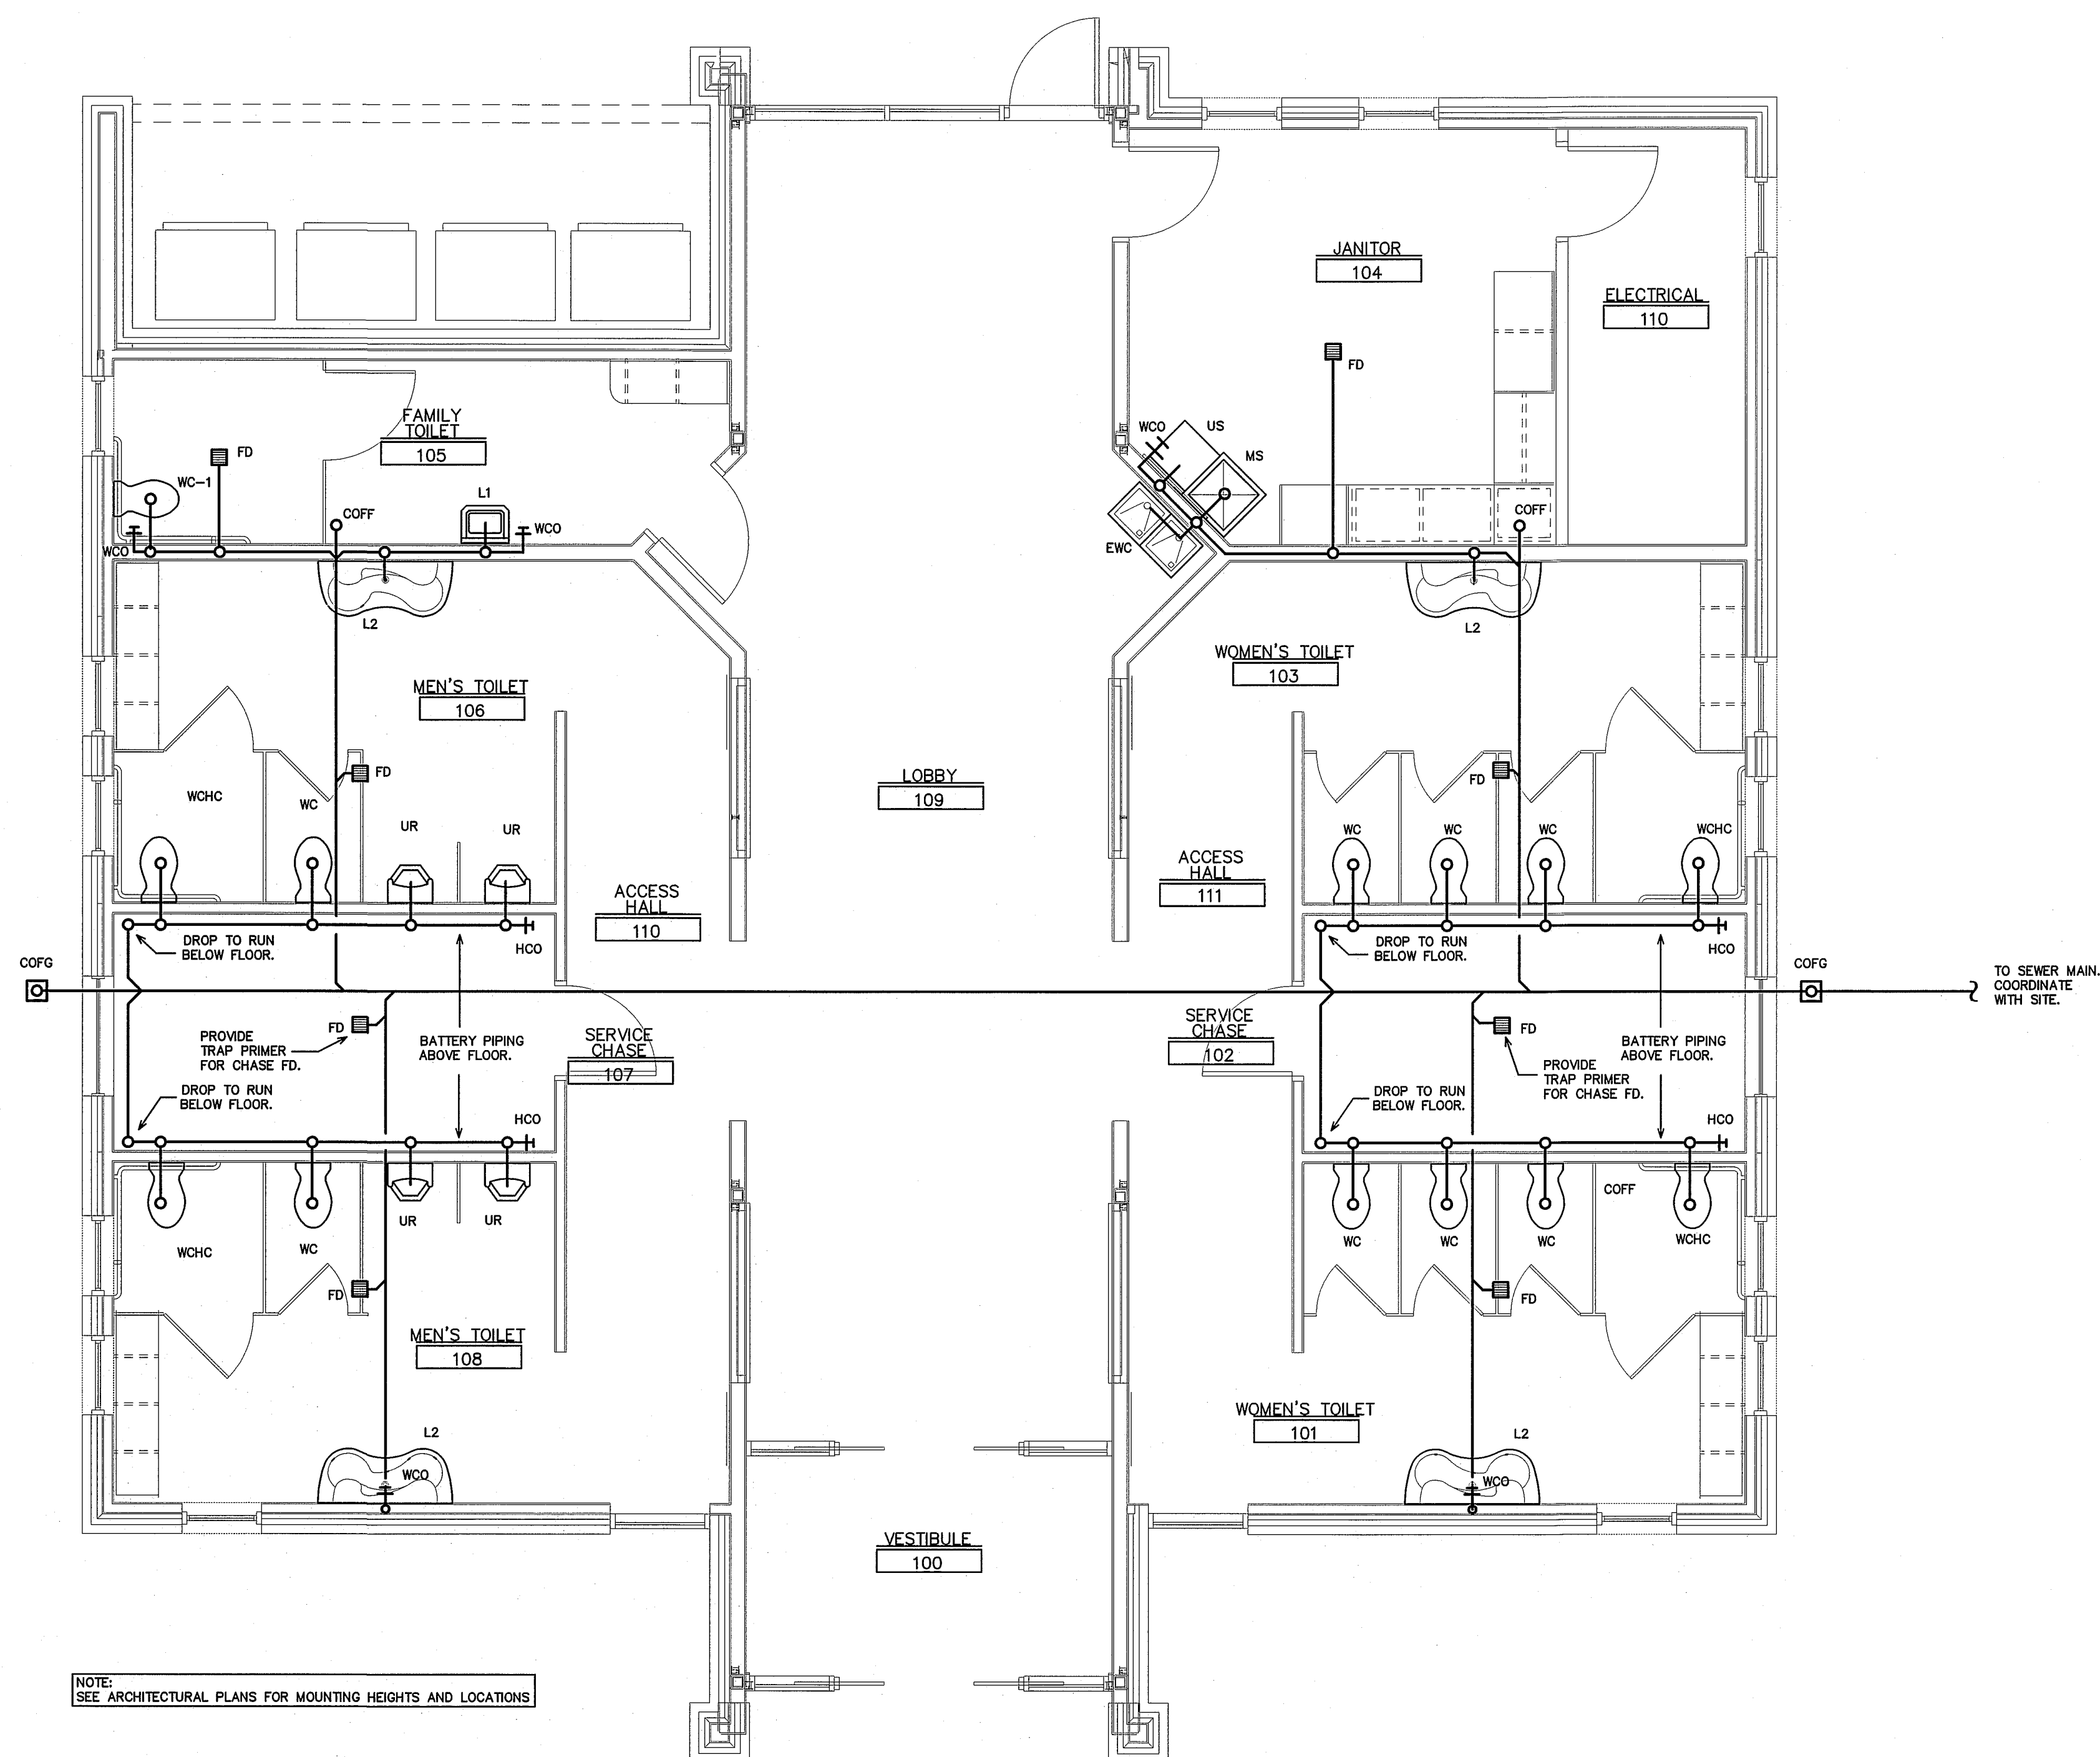 JANITOR
104
ELECTRICAL
110
FD
FAMILY
TOILET
105
FD
WC-1
L1
COFF
WCO
WCO
WCO
US
MS
EWC
COFF
L2
L2
MEN'S TOILET
106
WOMEN'S TOILET
103
FD
WCHC
WC
UR
UR
LOBBY
109
FD
WC
WC
WC
WCHC
ACCESS
HALL
110
ACCESS
HALL
111
DROP TO RUN
BELOW FLOOR.
HCO
DROP TO RUN
BELOW FLOOR.
HCO
COFG
COFG
TO SEWER MAIN.
COORDINATE
WITH SITE.
FD
PROVIDE
TRAP PRIMER
FOR CHASE FD.
BATTERY PIPING
ABOVE FLOOR.
SERVICE
CHASE
107
SERVICE
CHASE
102
FD
PROVIDE
TRAP PRIMER
FOR CHASE FD.
BATTERY PIPING
ABOVE FLOOR.
DROP TO RUN
BELOW FLOOR.
HCO
DROP TO RUN
BELOW FLOOR.
HCO
WCHC
WC
UR
UR
WC
WC
WC
COFF
WCHC
FD
FD
MEN'S TOILET
108
WOMEN'S TOILET
101
L2
WCO
L2
WCO
VESTIBULE
100
NOTE:
SEE ARCHITECTURAL PLANS FOR MOUNTING HEIGHTS AND LOCATIONS